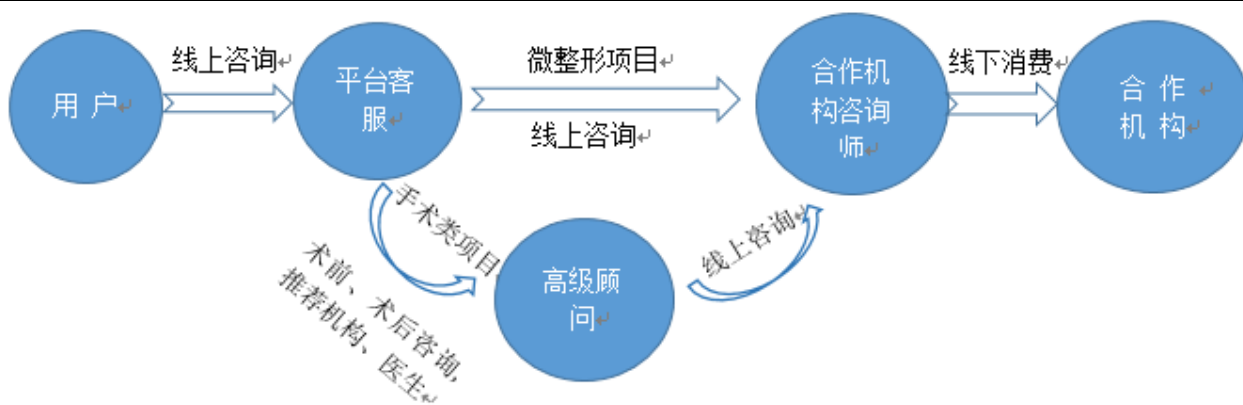 用 户
线上咨询
平台客
服
微整形项目
线上咨询
合作机
构咨询
师
线下消费
合 作
机 构
手术类项目
术前、术后咨询,
推荐机构、医生
高级顾
问
线上咨询